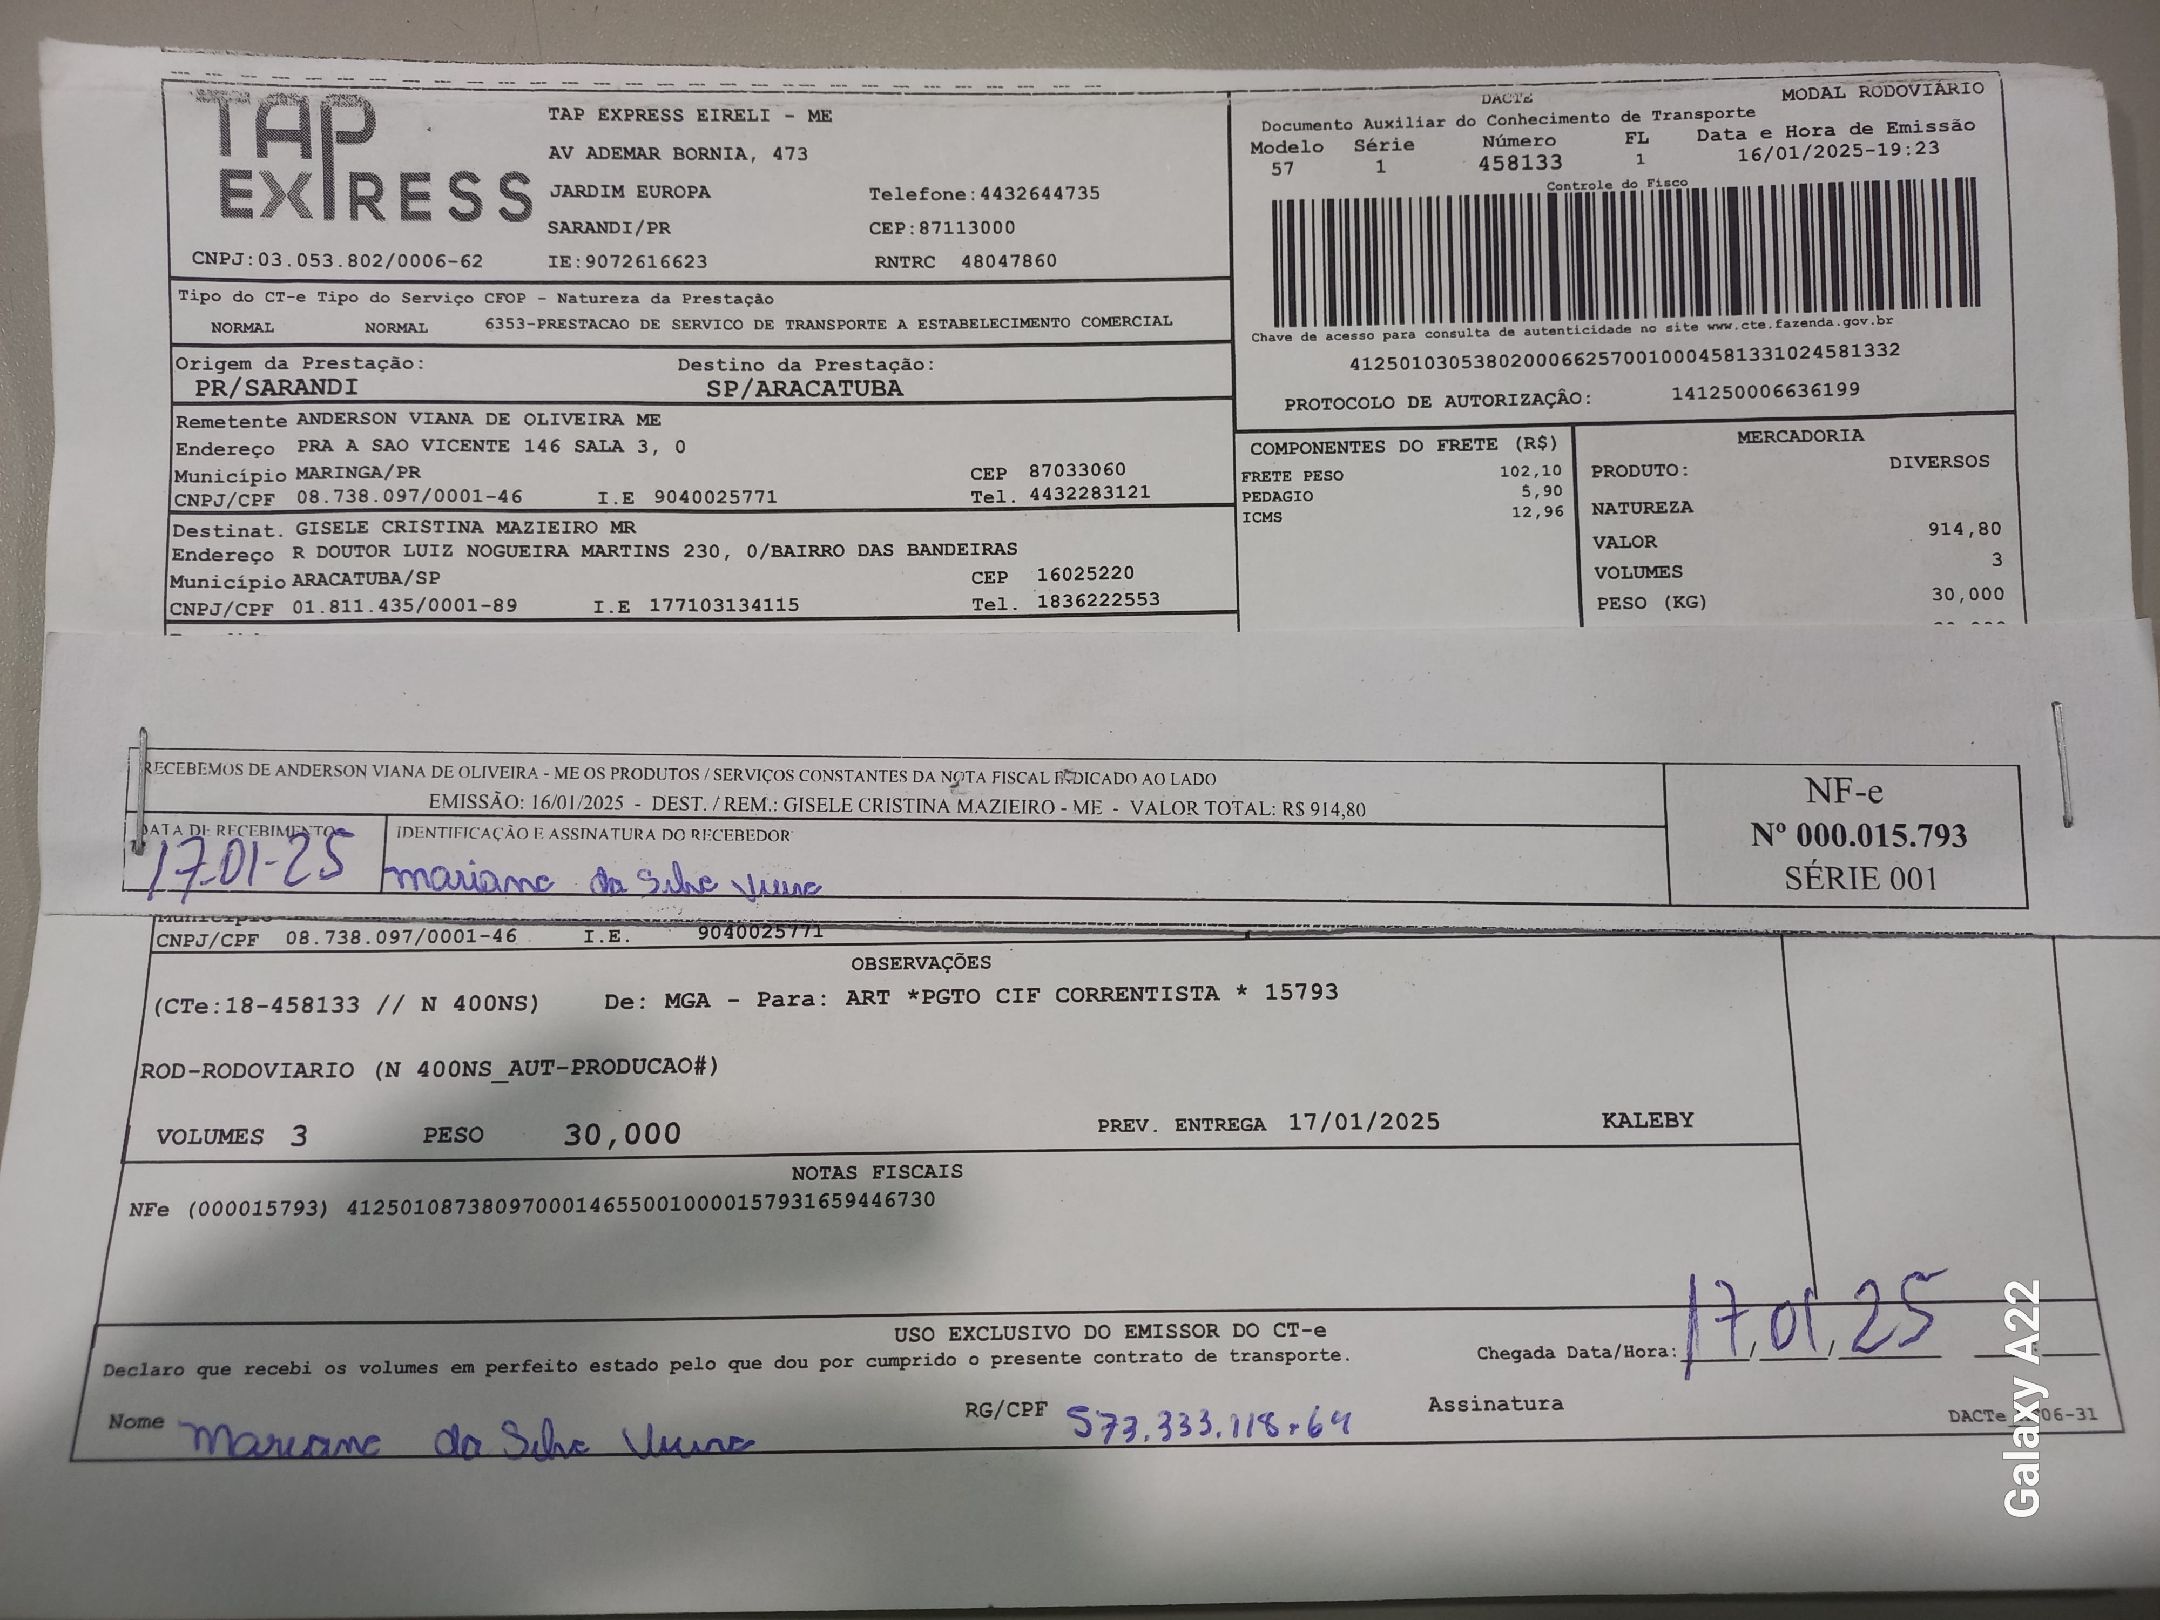 TAP EXPRESS
TAP EXPRESS EIRELI - ME
AV ADEMAR BORNIA, 473
JARDIM EUROPA Telefone:4432644735
SARANDI/PR CEP:87113000
CNPJ:03.053.802/0006-62 IE:9072616623 RNTRC 48047860
DACTE MODAL RODOVIÁRIO
Documento Auxiliar do Conhecimento de Transporte
Modelo Série Número FL Data e Hora de Emissão
57 1 458133 1 16/01/2025-19:23
Controle do Fisco
Chave de acesso para consulta de autenticidade no site www.cte.fazenda.gov.br
41250103053802000662570010004581331024581332
PROTOCOLO DE AUTORIZAÇÃO: 141250006636199
Tipo do CT-e Tipo do Serviço CFOP - Natureza da Prestação
NORMAL NORMAL 6353-PRESTACAO DE SERVICO DE TRANSPORTE A ESTABELECIMENTO COMERCIAL
Origem da Prestação: Destino da Prestação:
PR/SARANDI SP/ARACATUBA
Remetente ANDERSON VIANA DE OLIVEIRA ME
Endereço PRA A SAO VICENTE 146 SALA 3, 0
Município MARINGA/PR CEP 87033060
CNPJ/CPF 08.738.097/0001-46 I.E 9040025771 Tel. 4432283121
Destinat. GISELE CRISTINA MAZIEIRO MR
Endereço R DOUTOR LUIZ NOGUEIRA MARTINS 230, 0/BAIRRO DAS BANDEIRAS
Município ARACATUBA/SP CEP 16025220
CNPJ/CPF 01.811.435/0001-89 I.E 177103134115 Tel. 1836222553
COMPONENTES DO FRETE (R$)
FRETE PESO 102,10
PEDAGIO 5,90
ICMS 12,96
MERCADORIA
PRODUTO: DIVERSOS
NATUREZA
VALOR 914,80
VOLUMES 3
PESO (KG) 30,000
RECEBEMOS DE ANDERSON VIANA DE OLIVEIRA - ME OS PRODUTOS / SERVIÇOS CONSTANTES DA NOTA FISCAL INDICADO AO LADO
EMISSÃO: 16/01/2025 - DEST. / REM.: GISELE CRISTINA MAZIEIRO - ME - VALOR TOTAL: R$ 914,80
DATA DE RECEBIMENTO IDENTIFICAÇÃO E ASSINATURA DO RECEBEDOR
17-01-25 mariane da Silva
NF-e
Nº 000.015.793
SÉRIE 001
Município
CNPJ/CPF 08.738.097/0001-46 I.E. 9040025771
OBSERVAÇÕES
(CTe:18-458133 // N 400NS) De: MGA - Para: ART *PGTO CIF CORRENTISTA * 15793
ROD-RODOVIARIO (N 400NS_AUT-PRODUCAO#)
VOLUMES 3 PESO 30,000 PREV. ENTREGA 17/01/2025 KALEBY
NOTAS FISCAIS
NFe (000015793) 41250108738097000146550010000157931659446730
USO EXCLUSIVO DO EMISSOR DO CT-e
Declaro que recebi os volumes em perfeito estado pelo que dou por cumprido o presente contrato de transporte. Chegada Data/Hora: 17/01/25
Nome Mariane da Silva RG/CPF 573.333.118-64 Assinatura
DACTe 06-31
Galaxy A22